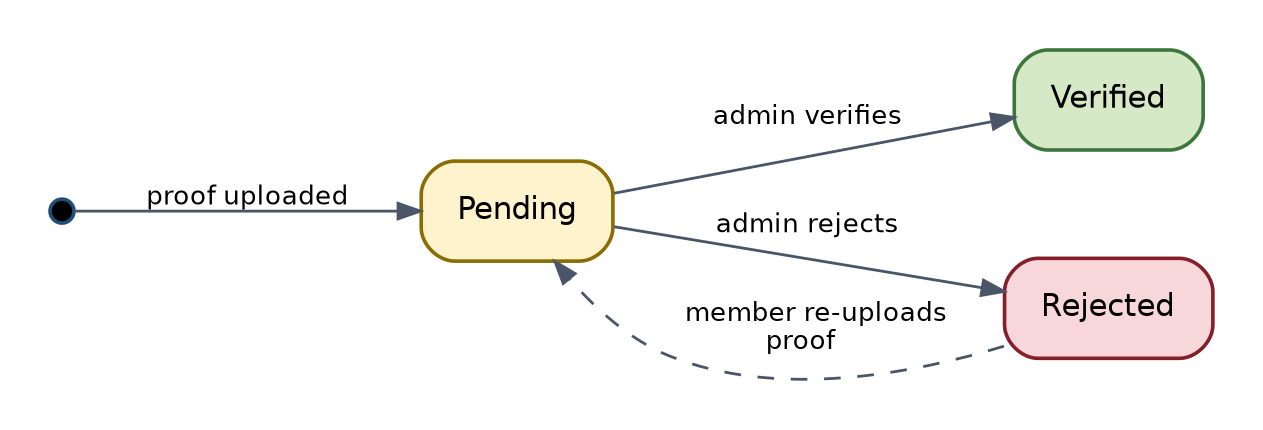 proof uploaded
Pending
admin verifies
Verified
admin rejects
Rejected
member re-uploads
proof